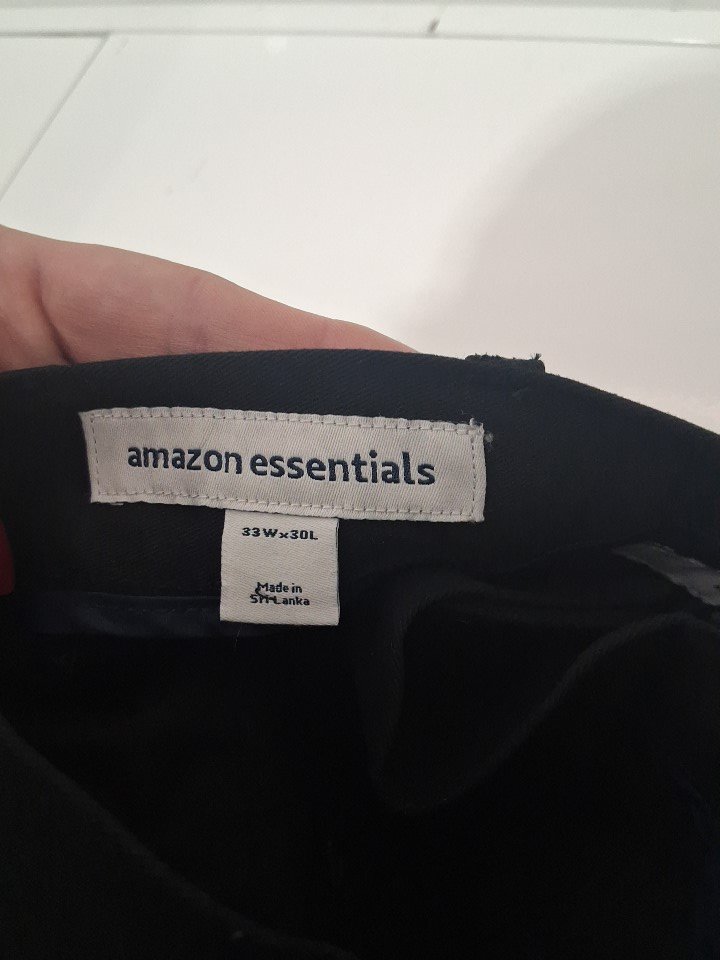 amazon essentials
33W×30L
Made in
Sri Lanka